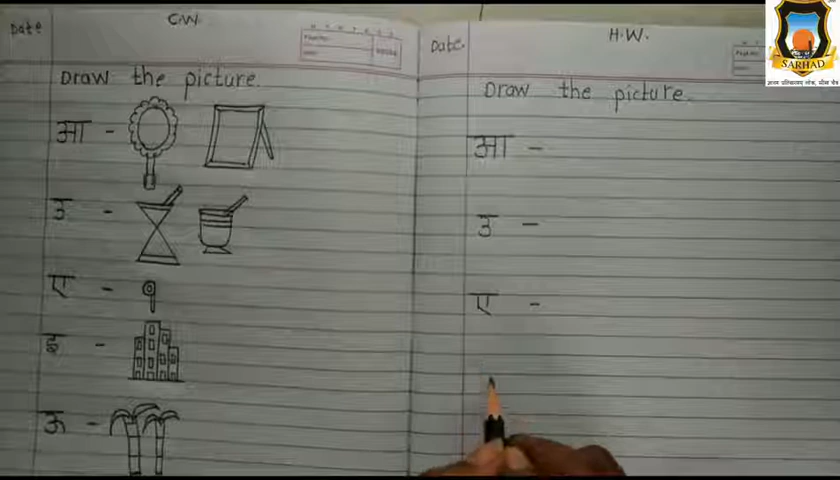 Date
C.W
Draw the picture.
आ -
उ -
ए -
इ -
ऊ -
Date.
H.W.
Draw the picture.
आ -
उ -
ए -
SARHAD